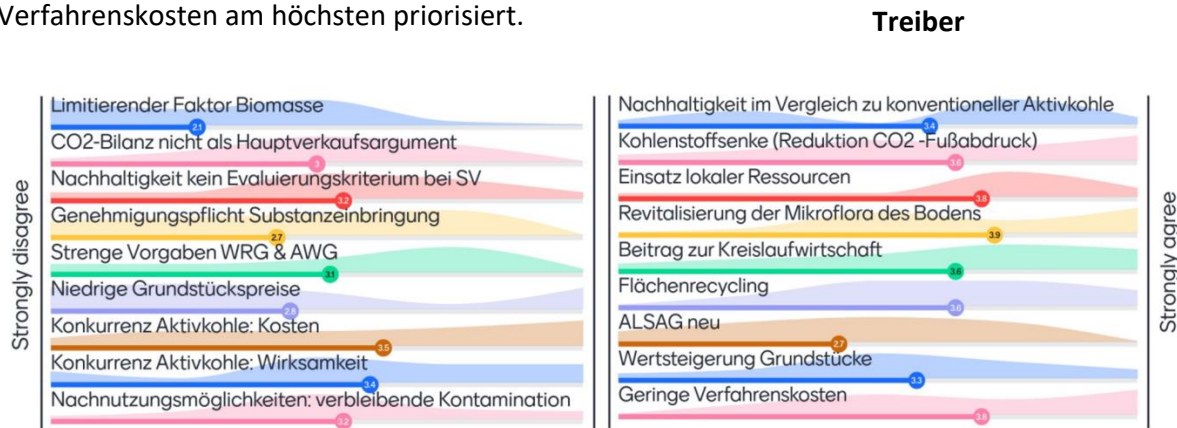 Verfahrenskosten am höchsten priorisiert.
Treiber
Strongly disagree
Limitierender Faktor Biomasse
2.1
CO2-Bilanz nicht als Hauptverkaufsargument
3
Nachhaltigkeit kein Evaluierungskriterium bei SV
3.2
Genehmigungspflicht Substanzeinbringung
2.7
Strenge Vorgaben WRG & AWG
3.1
Niedrige Grundstückspreise
2.8
Konkurrenz Aktivkohle: Kosten
3.5
Konkurrenz Aktivkohle: Wirksamkeit
3.4
Nachnutzungsmöglichkeiten: verbleibende Kontamination
3.2
Nachhaltigkeit im Vergleich zu konventioneller Aktivkohle
3.4
Kohlenstoffsenke (Reduktion CO2 -Fußabdruck)
3.6
Einsatz lokaler Ressourcen
3.8
Revitalisierung der Mikroflora des Bodens
3.9
Beitrag zur Kreislaufwirtschaft
3.6
Flächenrecycling
3.6
ALSAG neu
2.7
Wertsteigerung Grundstücke
3.3
Geringe Verfahrenskosten
3.8
Strongly agree